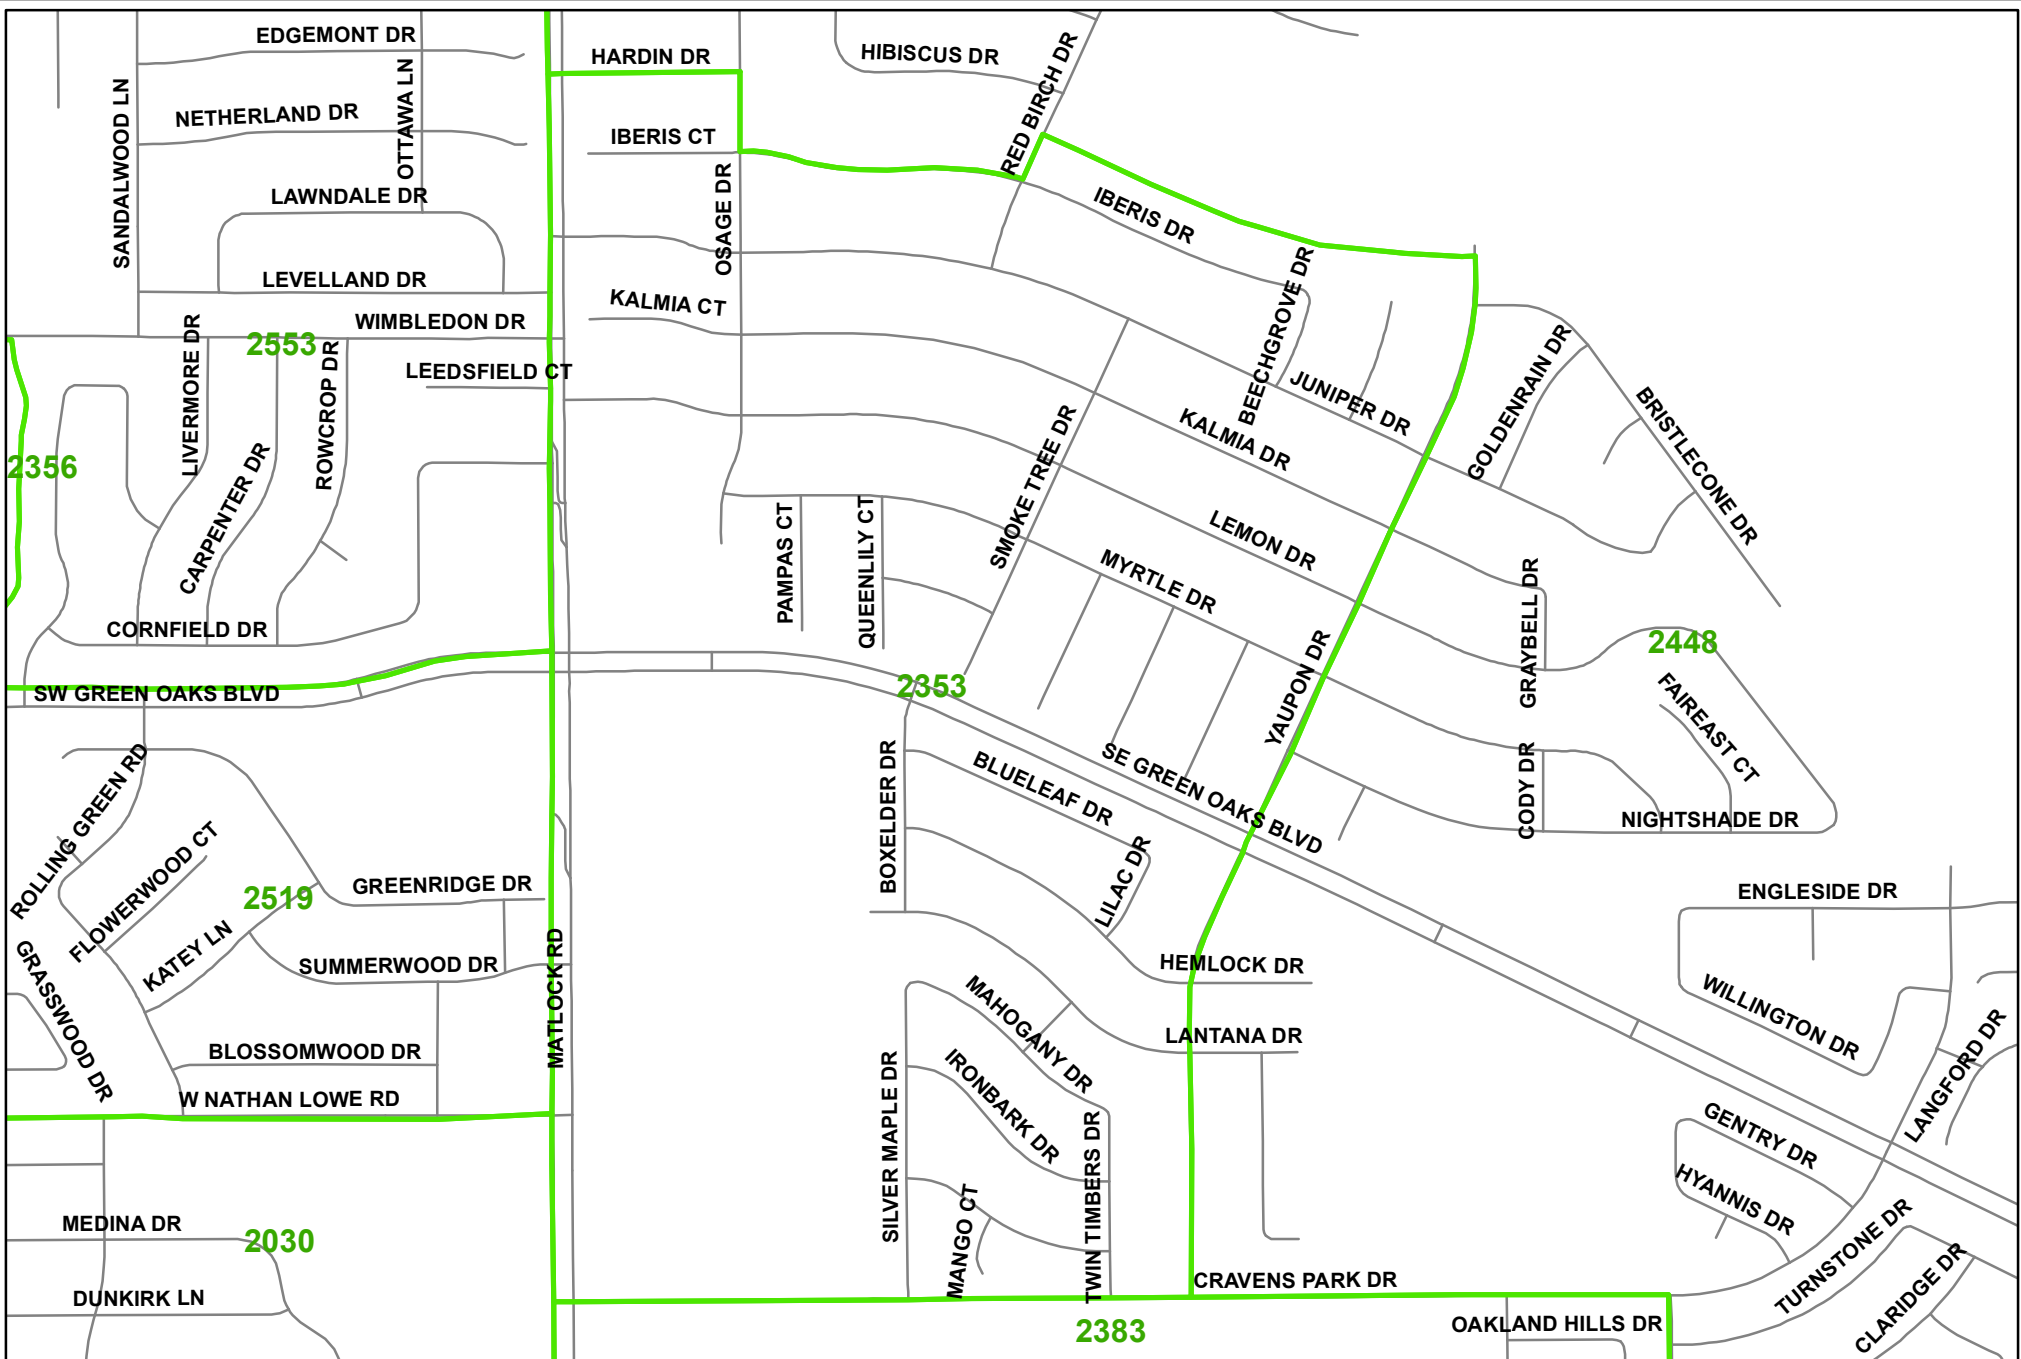 EDGEMONT DR
HARDIN DR
HIBISCUS DR
RED BIRCH DR
SANDALWOOD LN
NETHERLAND DR
OTTAWA LN
IBERIS CT
OSAGE DR
LAWNDALE DR
IBERIS DR
LEVELLAND DR
KALMIA CT
BEECHGROVE DR
WIMBLEDON DR
2553
LIVERMORE DR
ROWCROP DR
LEEDSFIELD CT
JUNIPER DR
GOLDENRAIN DR
BRISTLECONE DR
2356
CARPENTER DR
KALMIA DR
SMOKE TREE DR
LEMON DR
PAMPAS CT
QUEENLILY CT
MYRTLE DR
GRAYBELL DR
CORNFIELD DR
2448
YAUPON DR
2353
SW GREEN OAKS BLVD
FAIREAST CT
ROLLING GREEN RD
BOXELDER DR
BLUELEAF DR
SE GREEN OAKS BLVD
CODY DR
NIGHTSHADE DR
FLOWERWOOD CT
LILAC DR
GREENRIDGE DR
2519
ENGLESIDE DR
KATEY LN
SUMMERWOOD DR
MATLOCK RD
HEMLOCK DR
GRASSWOOD DR
MAHOGANY DR
WILLINGTON DR
LANTANA DR
BLOSSOMWOOD DR
LANGFORD DR
W NATHAN LOWE RD
SILVER MAPLE DR
IRONBARK DR
GENTRY DR
TWIN TIMBERS DR
HYANNIS DR
MEDINA DR
2030
MANGO CT
TURNSTONE DR
CRAVENS PARK DR
DUNKIRK LN
CLARIDGE DR
OAKLAND HILLS DR
2383